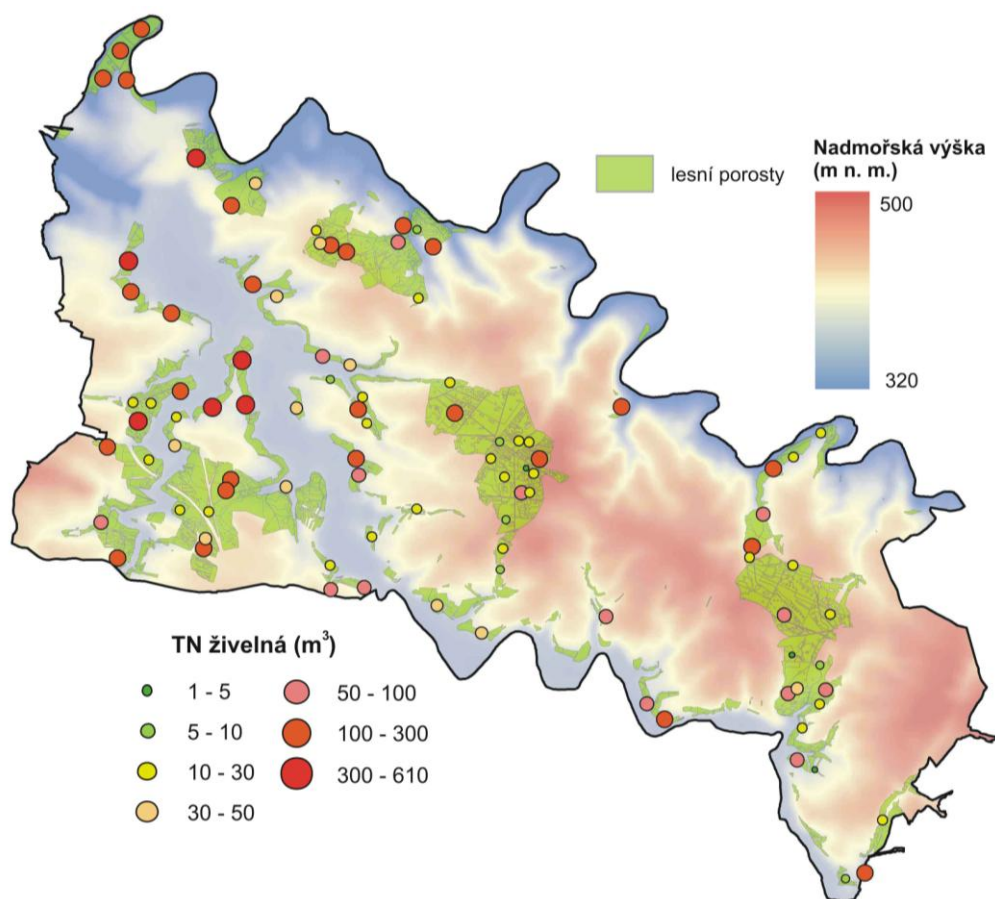 lesní porosty
Nadmořská výška
(m n. m.)
500
320
TN živelná (m³)
1 - 5
5 - 10
10 - 30
30 - 50
50 - 100
100 - 300
300 - 610